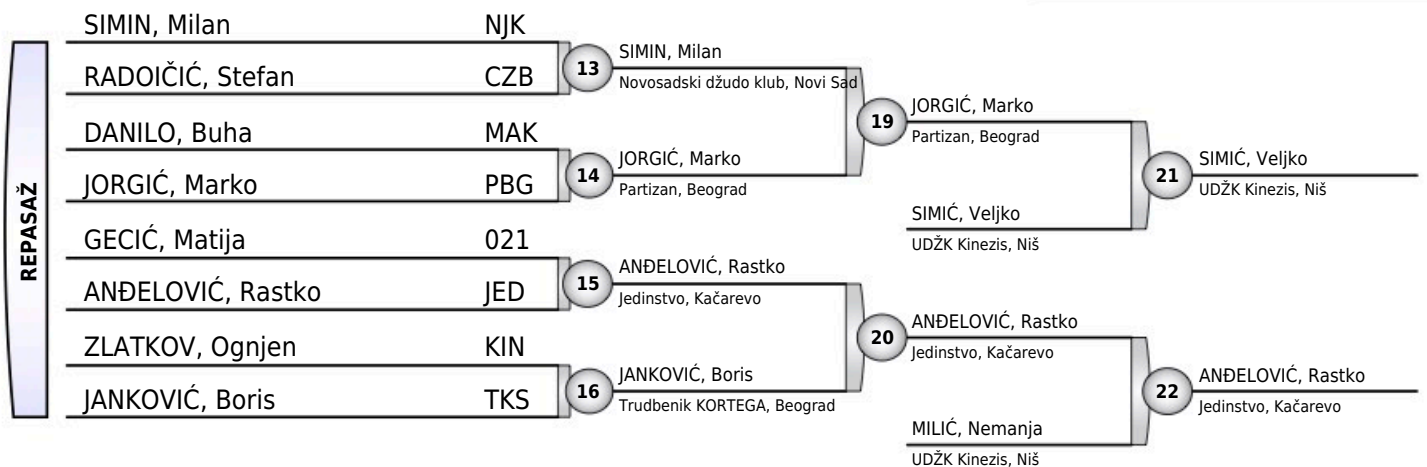 REPASAŽ
SIMIN, Milan NJK
RADOIČIĆ, Stefan CZB
DANILO, Buha MAK
JORGIĆ, Marko PBG
GECIĆ, Matija 021
ANĐELOVIĆ, Rastko JED
ZLATKOV, Ognjen KIN
JANKOVIĆ, Boris TKS
13
SIMIN, Milan
Novosadski džudo klub, Novi Sad
14
JORGIĆ, Marko
Partizan, Beograd
15
ANĐELOVIĆ, Rastko
Jedinstvo, Kačarevo
16
JANKOVIĆ, Boris
Trudbenik KORTEGA, Beograd
19
JORGIĆ, Marko
Partizan, Beograd
SIMIĆ, Veljko
UDŽK Kinezis, Niš
20
ANĐELOVIĆ, Rastko
Jedinstvo, Kačarevo
MILIĆ, Nemanja
UDŽK Kinezis, Niš
21
SIMIĆ, Veljko
UDŽK Kinezis, Niš
22
ANĐELOVIĆ, Rastko
Jedinstvo, Kačarevo